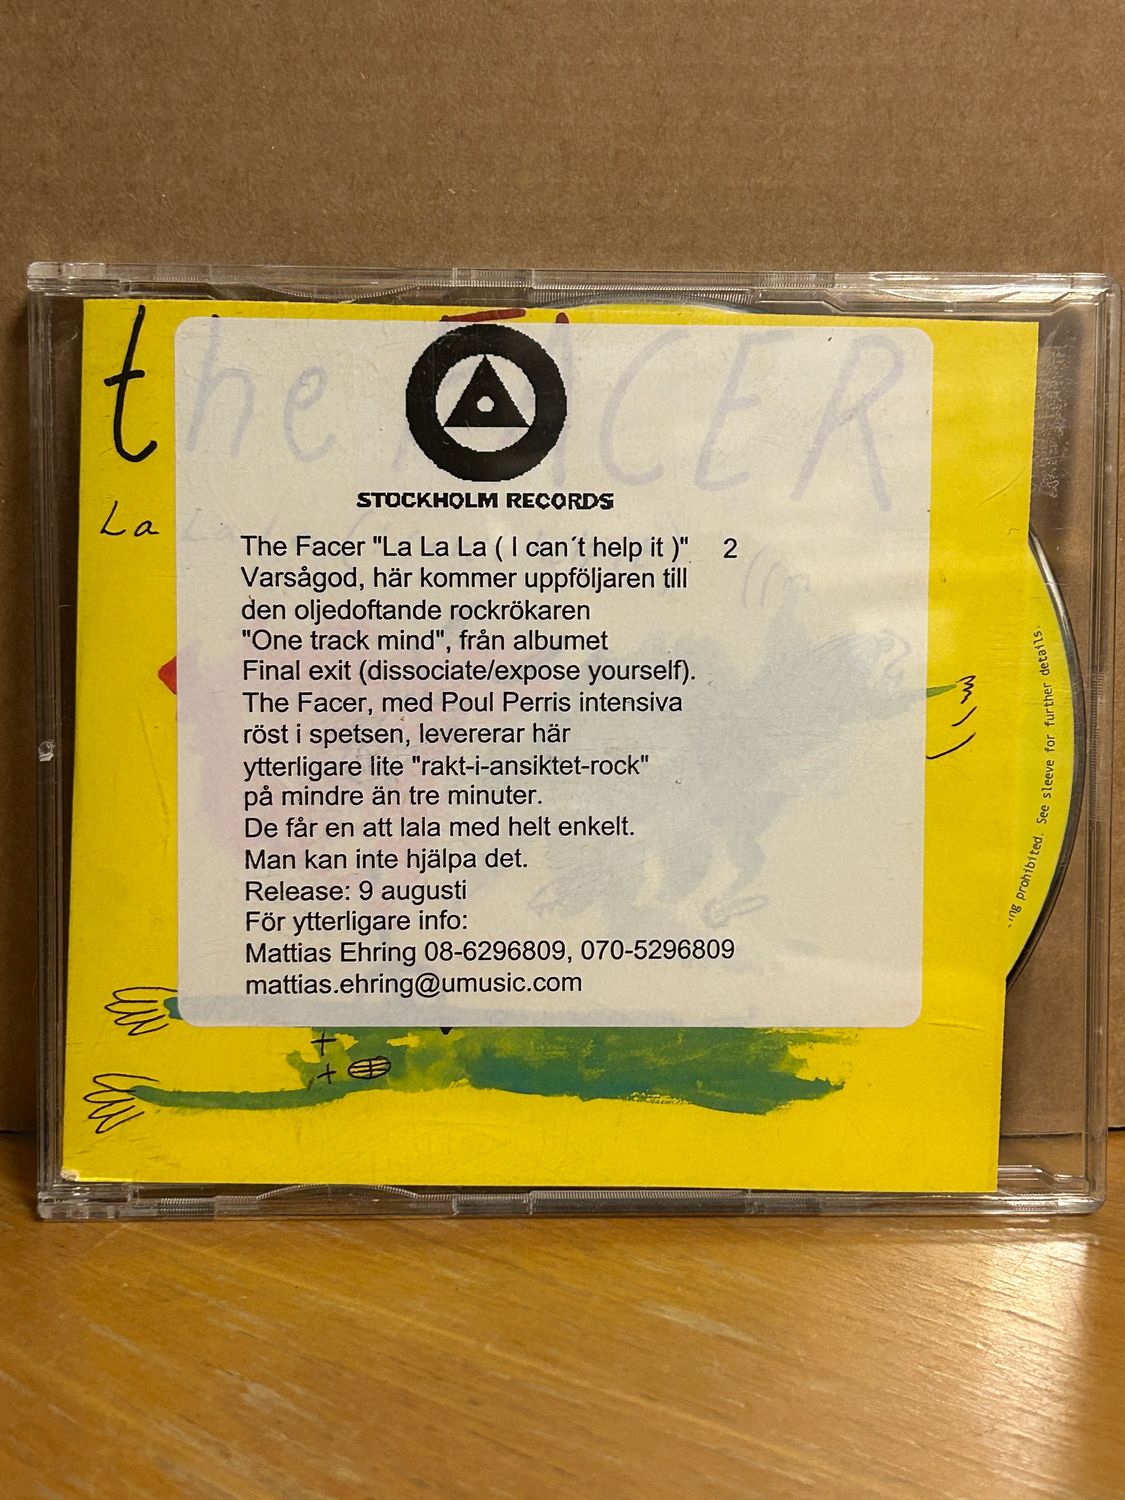 the FACER
La La La
STOCKHOLM RECORDS
The Facer "La La La ( I can´t help it )" 2
Varsågod, här kommer uppföljaren till
den oljedoftande rockrökaren
"One track mind", från albumet
Final exit (dissociate/expose yourself).
The Facer, med Poul Perris intensiva
röst i spetsen, levererar här
ytterligare lite "rakt-i-ansiktet-rock"
på mindre än tre minuter.
De får en att lala med helt enkelt.
Man kan inte hjälpa det.
Release: 9 augusti
För ytterligare info:
Mattias Ehring 08-6296809, 070-5296809
mattias.ehring@umusic.com
prohibited. See sleeve for further details.